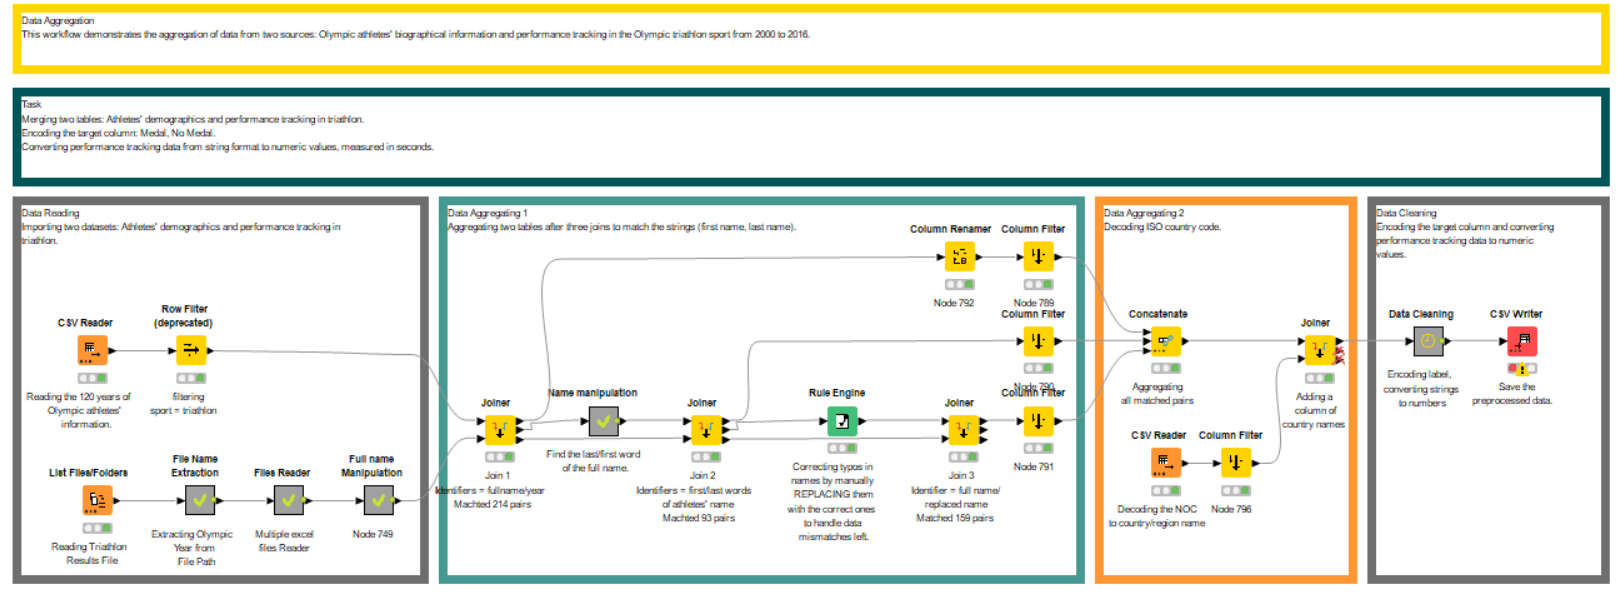 Data Aggregation
This workflow demonstrates the aggregation of data from two sources: Olympic athletes' biographical information and performance tracking in the Olympic triathlon sport from 2000 to 2016.
Task
Merging two tables: Athletes' demographics and performance tracking in triathlon.
Encoding the target column: Medal, No Medal.
Converting performance tracking data from string format to numeric values, measured in seconds.
Data Reading
Importing two datasets: Athletes' demographics and performance tracking in
triathlon.
CSV Reader
Reading the 120 years of
Olympic athletes'
information.
Row Filter
(deprecated)
filtering
sport = triathlon
List Files/Folders
Reading Triathlon
Results File
File Name
Extraction
Extracting Olympic
Year from
File Path
Files Reader
Multiple excel
files Reader
Full name
Manipulation
Node 749
Data Aggregating 1
Aggregating two tables after three joins to match the strings (first name, last name).
Column Renamer
Node 792
Column Filter
Node 789
Column Filter
Node 790
Column Filter
Node 791
Joiner
Join 1
Identifiers = fullname/year
Machted 214 pairs
Name manipulation
Find the last/first word
of the full name.
Joiner
Join 2
Identifiers = first/last words
of athletes' name
Machted 93 pairs
Rule Engine
Correcting typos in
names by manually
REPLACING them
with the correct ones
to handle data
mismatches left.
Joiner
Join 3
Identifier = full name/
replaced name
Matched 159 pairs
Data Aggregating 2
Decoding ISO country code.
Concatenate
Aggregating
all matched pairs
Joiner
Adding a
column of
country names
CSV Reader
Decoding the NOC
to country/region name
Column Filter
Node 796
Data Cleaning
Encoding the target column and converting
performance tracking data to numeric
values.
Data Cleaning
Encoding label,
converting strings
to numbers
CSV Writer
Save the
preprocessed data.